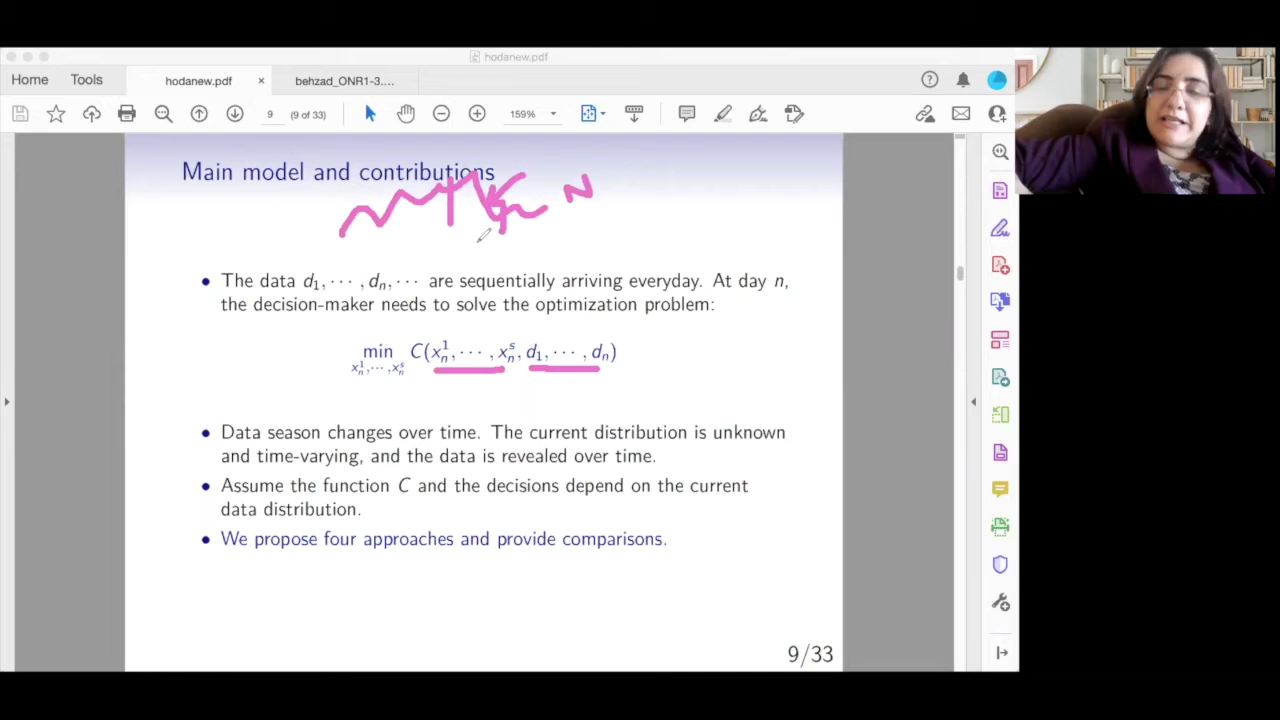 hodanew.pdf
Home Tools hodanew.pdf × behzad_ONR1-3....
9 (9 of 33) 159%
Main model and contributions
N
• The data d₁, ⋯ , dₙ, ⋯ are sequentially arriving everyday. At day n,
the decision-maker needs to solve the optimization problem:
min C(xₙ¹, ⋯ , xₙˢ, d₁, ⋯ , dₙ)
xₙ¹, ⋯ , xₙˢ
• Data season changes over time. The current distribution is unknown
and time-varying, and the data is revealed over time.
• Assume the function C and the decisions depend on the current
data distribution.
• We propose four approaches and provide comparisons.
9/33